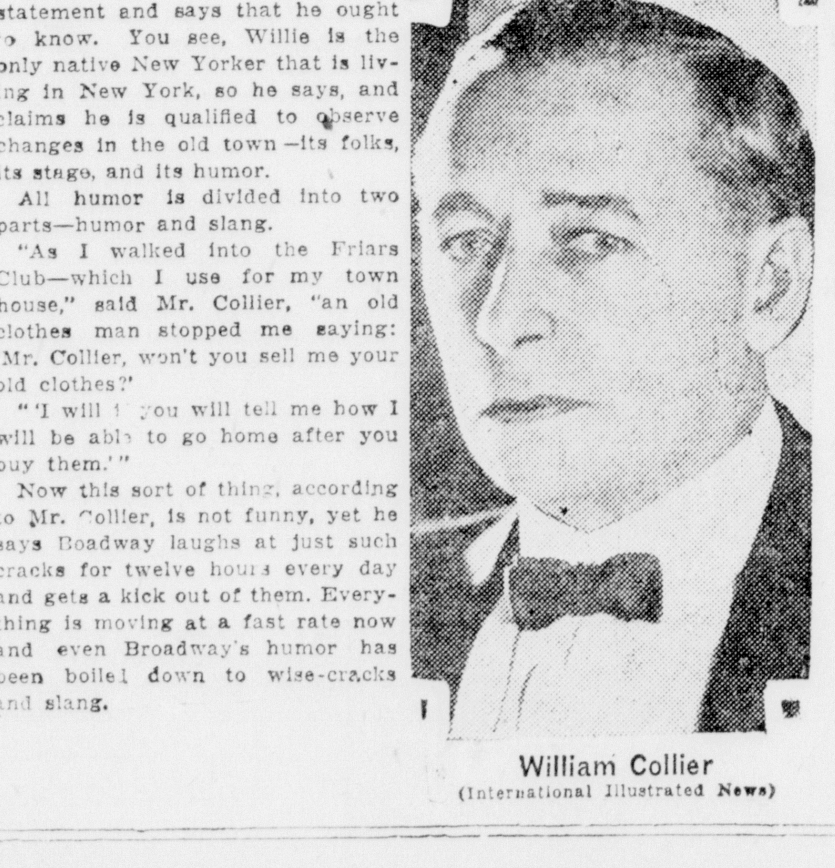 statement and says that he ought
o know. You see, Willie is the
only native New Yorker that is liv-
ing in New York, so he says, and
claims he is qualified to observe
changes in the old town—its folks,
its stage, and its humor.
All humor is divided into two
parts—humor and slang.
"As I walked into the Friars
Club—which I use for my town
house," said Mr. Collier, "an old
clothes man stopped me saying:
'Mr. Collier, won't you sell me your
old clothes?'
"'I will i you will tell me how I
will be able to go home after you
buy them.'"
Now this sort of thing, according
to Mr. Collier, is not funny, yet he
says Boadway laughs at just such
cracks for twelve hours every day
and gets a kick out of them. Every-
thing is moving at a fast rate now
and even Broadway's humor has
been boiled down to wise-cracks
and slang.
William Collier
(International Illustrated News)